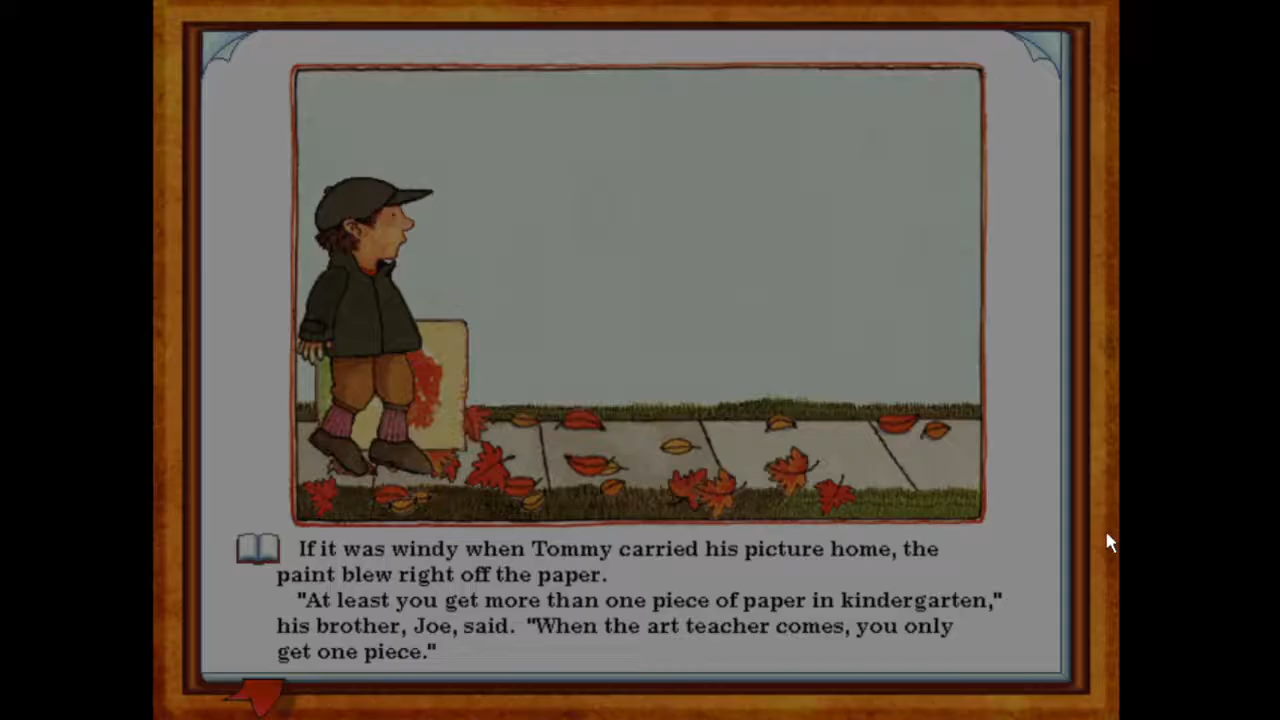 If it was windy when Tommy carried his picture home, the
paint blew right off the paper.
"At least you get more than one piece of paper in kindergarten,"
his brother, Joe, said. "When the art teacher comes, you only
get one piece."